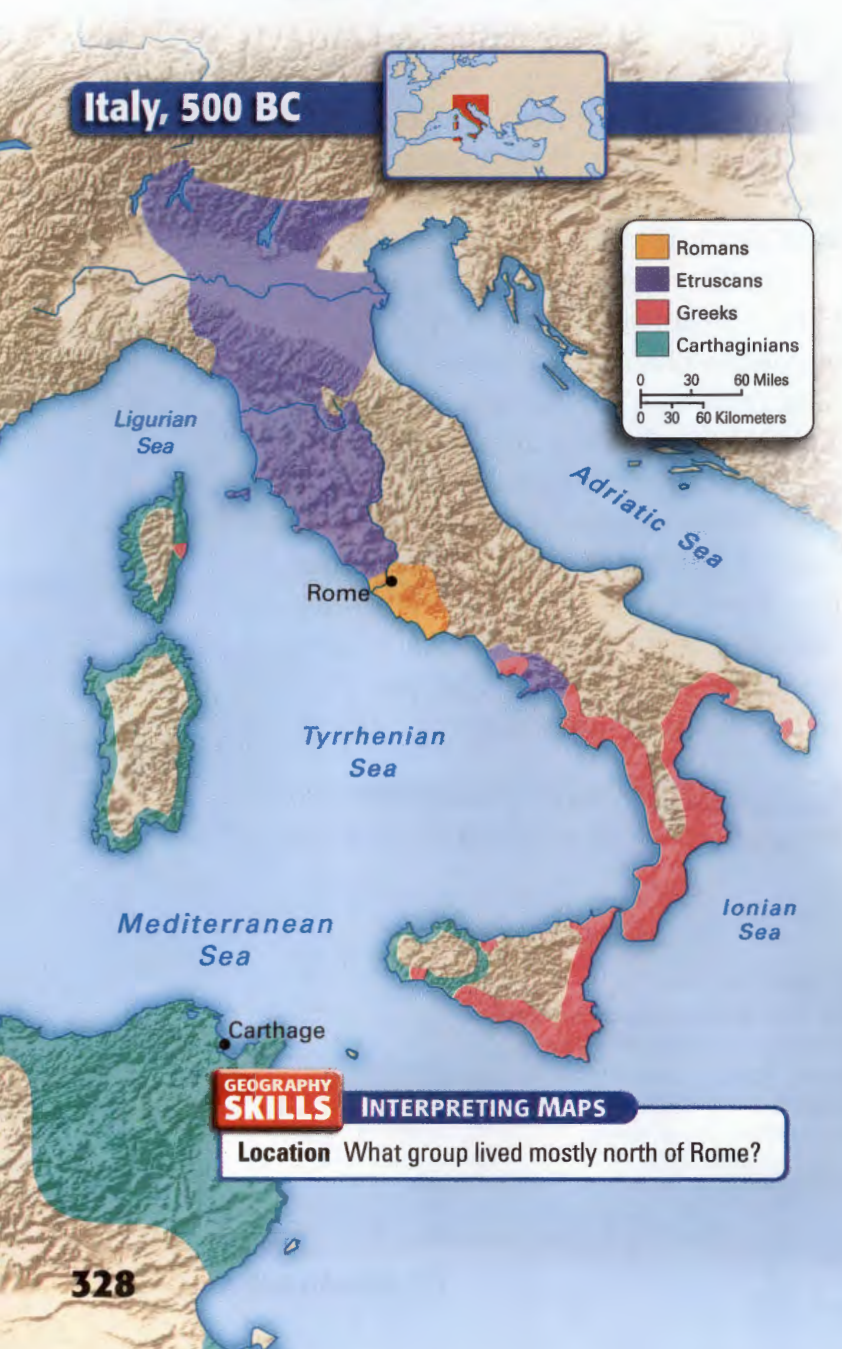 Italy, 500 BC
Romans
Etruscans
Greeks
Carthaginians
0 30 60 Miles
0 30 60 Kilometers
Ligurian
Sea
Adriatic Sea
Rome
Tyrrhenian
Sea
Mediterranean
Sea
Ionian
Sea
Carthage
GEOGRAPHY
SKILLS
INTERPRETING MAPS
Location What group lived mostly north of Rome?
328